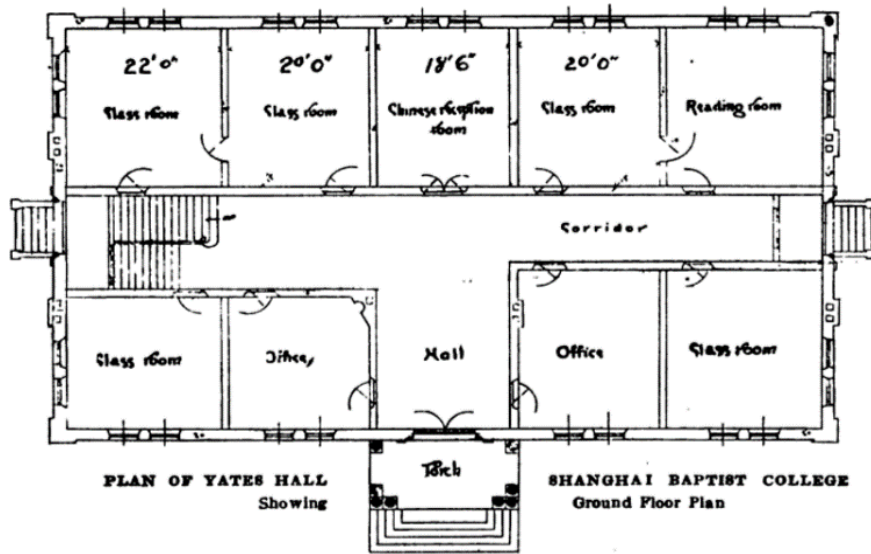 22'0" 20'0" 18'6" 20'0"
Class room Class room Chinese reception room Class room Reading room
Corridor
Class room Office Hall Office Class room
Porch
PLAN OF YATES HALL SHANGHAI BAPTIST COLLEGE
Showing Ground Floor Plan